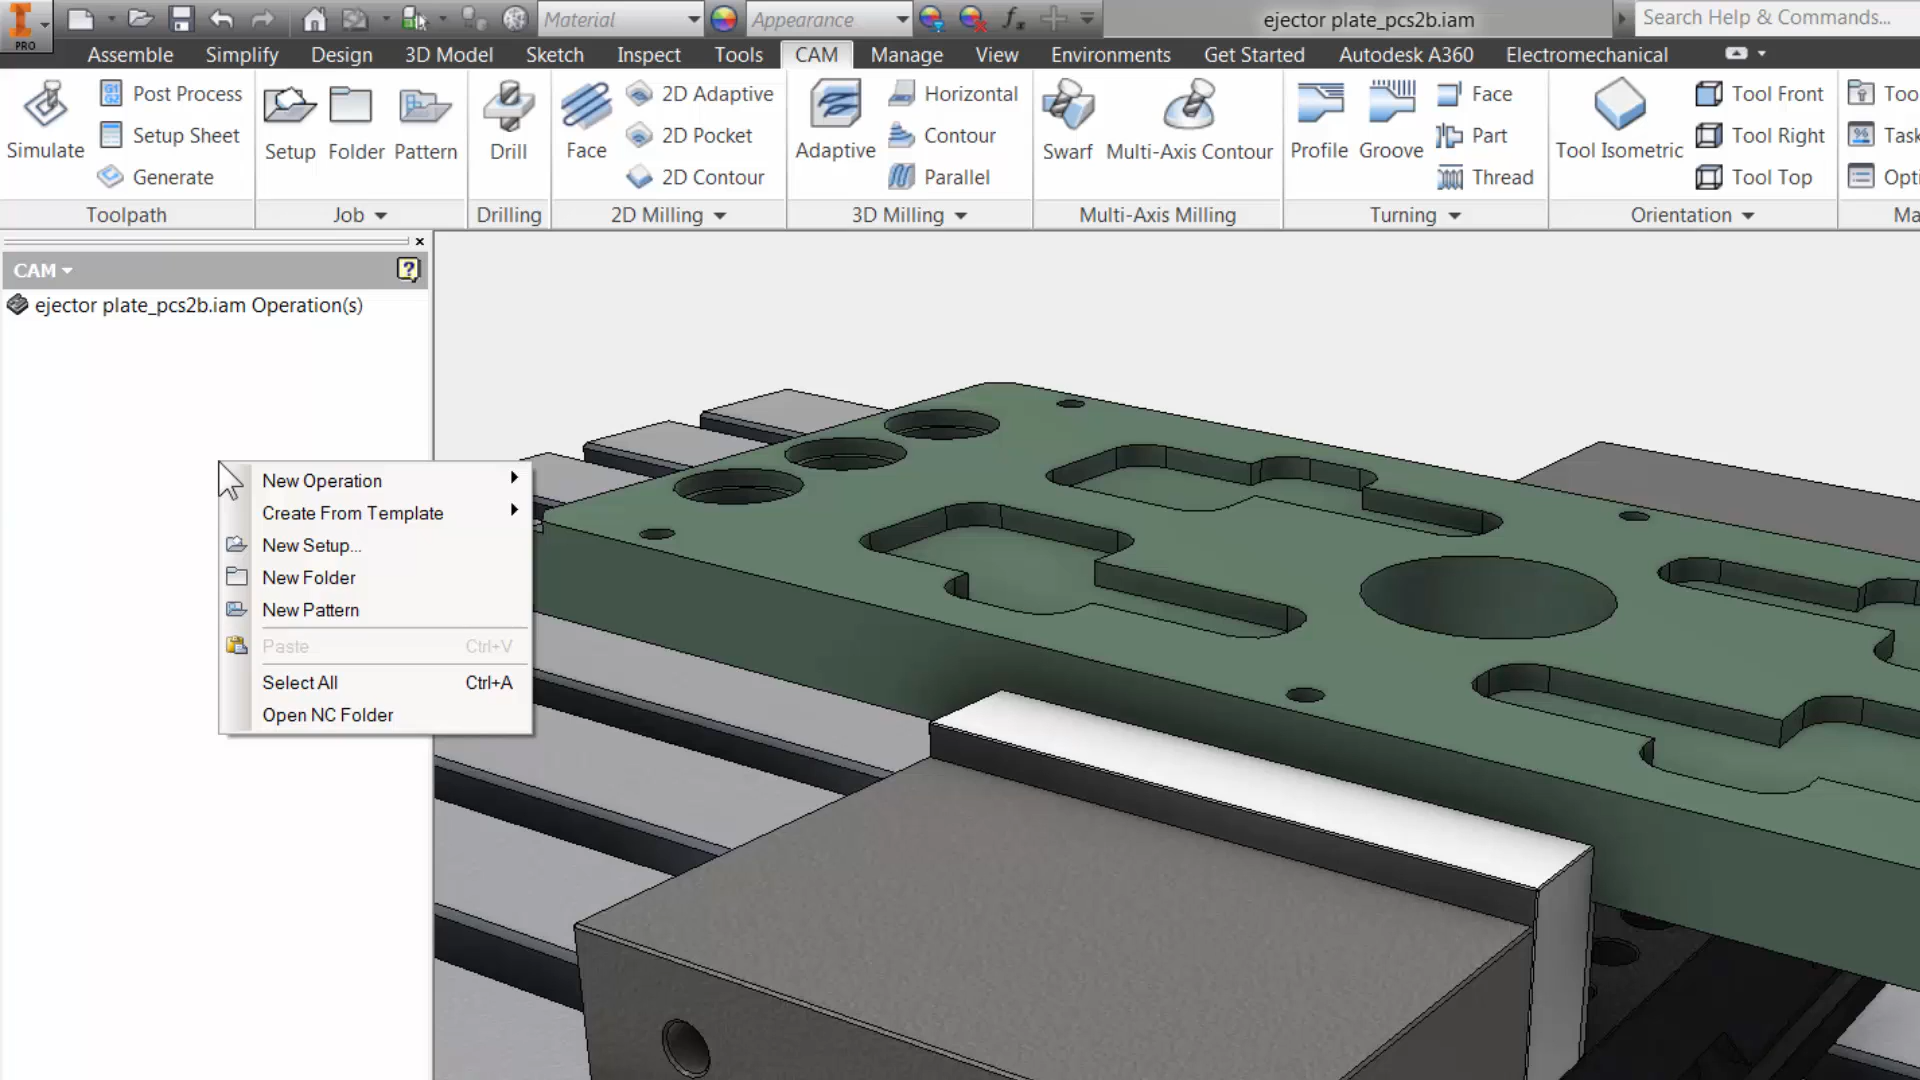 PRO
Material
Appearance
ejector plate_pcs2b.iam
Search Help & Commands...
Assemble Simplify Design 3D Model Sketch Inspect Tools CAM Manage View Environments Get Started Autodesk A360 Electromechanical
Simulate
Post Process
Setup Sheet
Generate
Toolpath
Setup Folder Pattern
Job
Drill
Drilling
Face
2D Adaptive
2D Pocket
2D Contour
2D Milling
Adaptive
Horizontal
Contour
Parallel
3D Milling
Swarf Multi-Axis Contour
Multi-Axis Milling
Profile Groove
Face
Part
Thread
Turning
Tool Isometric
Tool Front
Tool Right
Tool Top
Orientation
Too
Task
Opti
Ma
CAM
ejector plate_pcs2b.iam Operation(s)
New Operation
Create From Template
New Setup...
New Folder
New Pattern
Paste Ctrl+V
Select All Ctrl+A
Open NC Folder